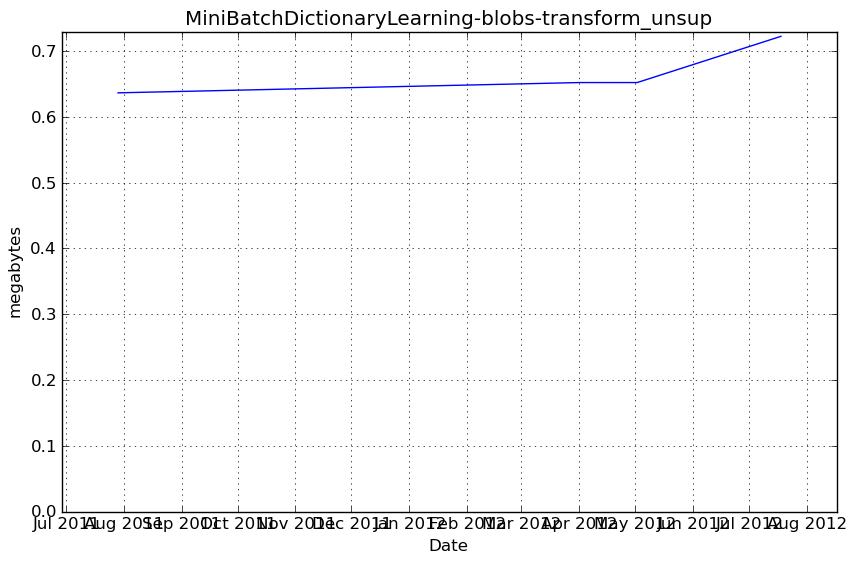 MiniBatchDictionaryLearning-blobs-transform_unsup
0.7
0.6
0.5
0.4
0.3
0.2
0.1
0.0
megabytes
Jul 2011 Aug 2011 Sep 2011 Oct 2011 Nov 2011 Dec 2011 Jan 2012 Feb 2012 Mar 2012 Apr 2012 May 2012 Jun 2012 Jul 2012 Aug 2012
Date